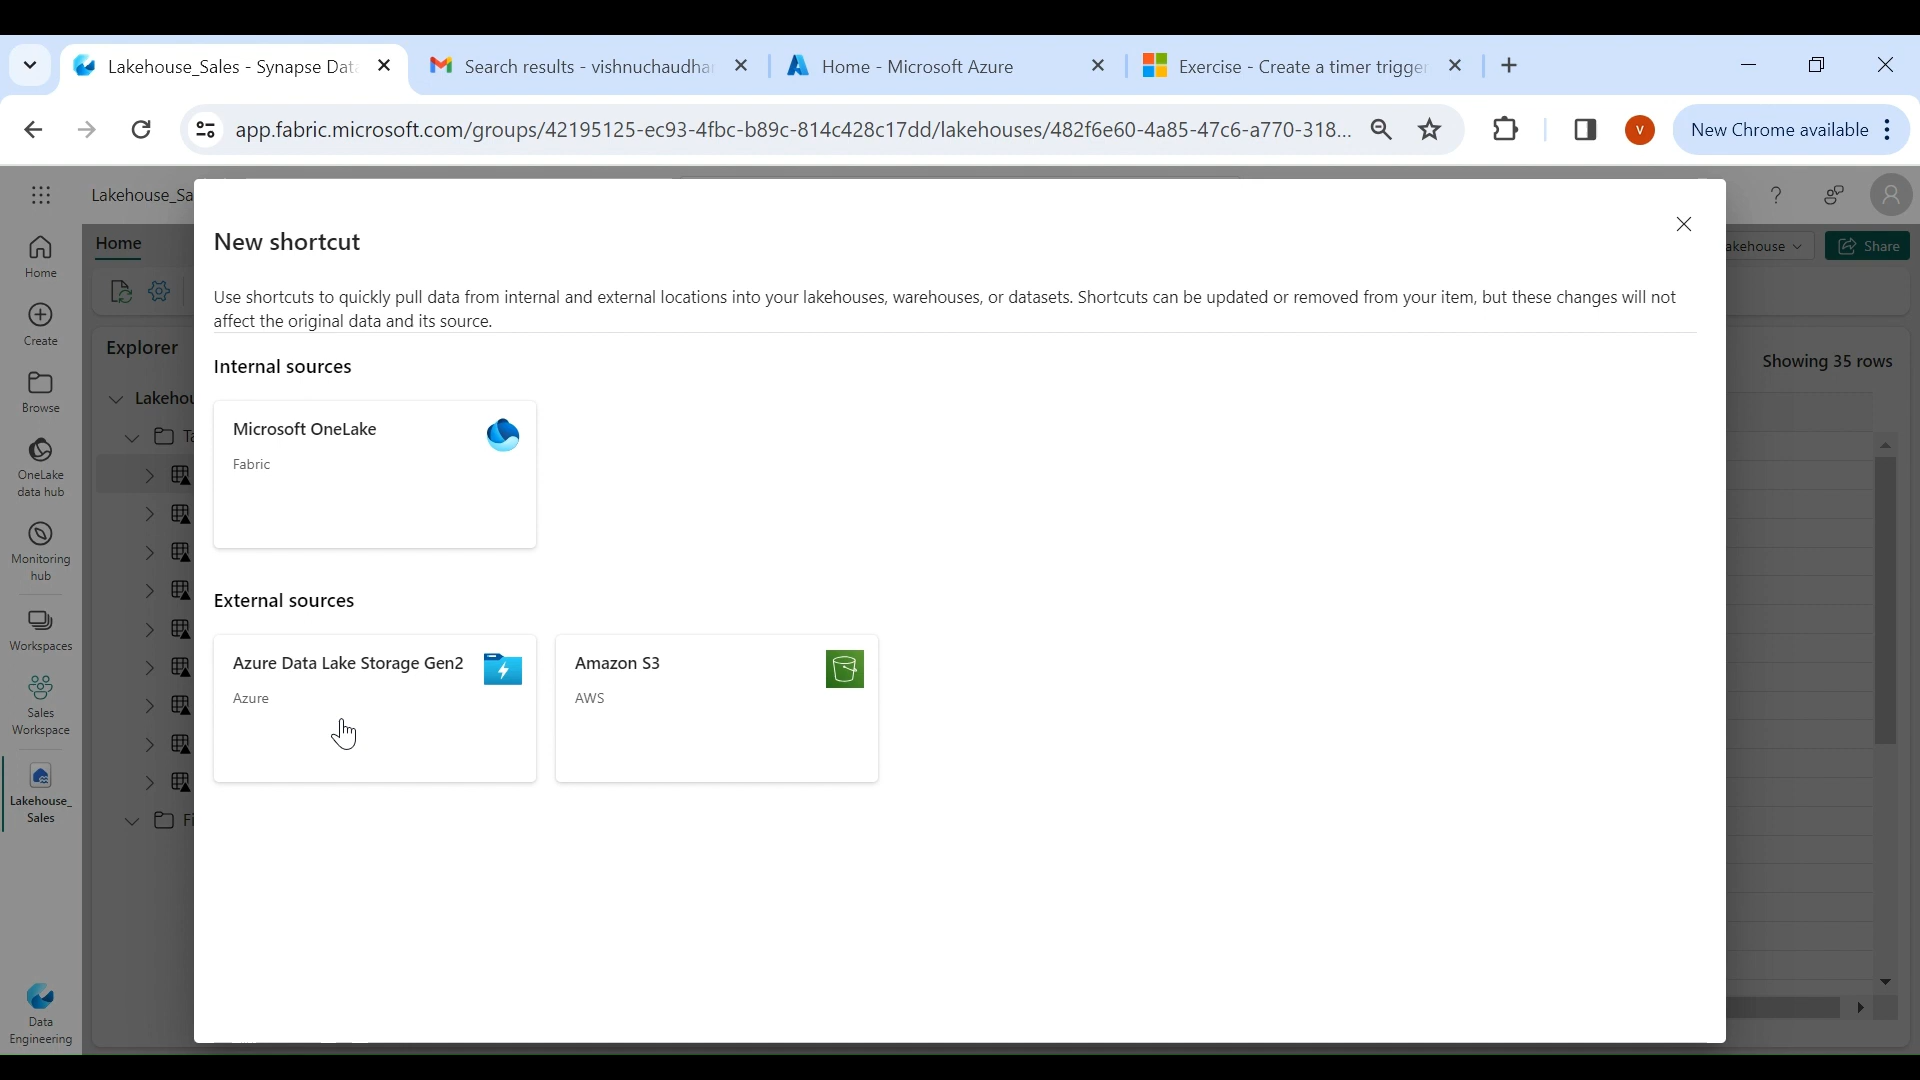 Lakehouse_Sales - Synapse Dat
Search results - vishnuchaudhar
Home - Microsoft Azure
Exercise - Create a timer trigger
app.fabric.microsoft.com/groups/42195125-ec93-4fbc-b89c-814c428c17dd/lakehouses/482f6e60-4a85-47c6-a770-318...
V
New Chrome available
Lakehouse_Sa
Home
akehouse
Share
Home
Create
Browse
OneLake
data hub
Monitoring
hub
Workspaces
Sales
Workspace
Lakehouse_
Sales
Data
Engineering
Explorer
Lakehou
Ta
Fi
Showing 35 rows
New shortcut
Use shortcuts to quickly pull data from internal and external locations into your lakehouses, warehouses, or datasets. Shortcuts can be updated or removed from your item, but these changes will not
affect the original data and its source.
Internal sources
Microsoft OneLake
Fabric
External sources
Azure Data Lake Storage Gen2
Azure
Amazon S3
AWS